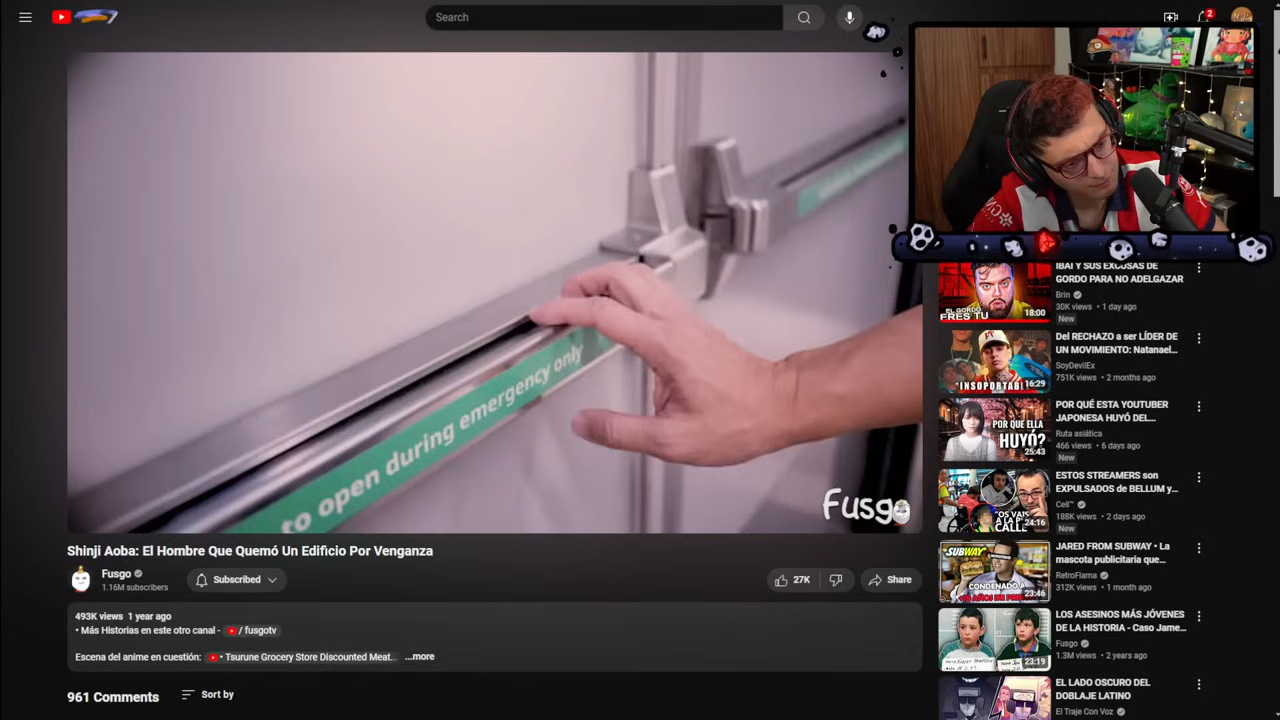 Search
2
to open during emergency only
Fusgo
Shinji Aoba: El Hombre Que Quemó Un Edificio Por Venganza
Fusgo
1.16M subscribers
Subscribed
27K
Share
493K views 1 year ago
• Más Historias en este otro canal - / fusgotv
Escena del anime en cuestión: • Tsurune Grocery Store Discounted Meat... ...more
961 Comments
Sort by
IBAI Y SUS EXCUSAS DE
GORDO PARA NO ADELGAZAR
Brin
30K views • 1 day ago
New
EL GORDO
ERES TU
18:00
Del RECHAZO a ser LÍDER DE
UN MOVIMIENTO: Natanael...
SoyDevilEx
751K views • 2 months ago
"INSOPORTABL
16:29
POR QUÉ ESTA YOUTUBER
JAPONESA HUYÓ DEL...
Ruta asiática
466 views • 6 days ago
New
POR QUE ELLA
HUYÓ?
25:43
ESTOS STREAMERS son
EXPULSADOS de BELLUM y...
Cell™
188K views • 2 days ago
New
"OS VAIS
A LA P
CALLE
24:16
JARED FROM SUBWAY • La
mascota publicitaria que...
RetroFlama
312K views • 1 month ago
SUBWAY
CONDENADO A
23:46
LOS ASESINOS MÁS JÓVENES
DE LA HISTORIA - Caso Jame...
Fusgo
1.3M views • 2 years ago
23:19
EL LADO OSCURO DEL
DOBLAJE LATINO
El Traje Con Voz